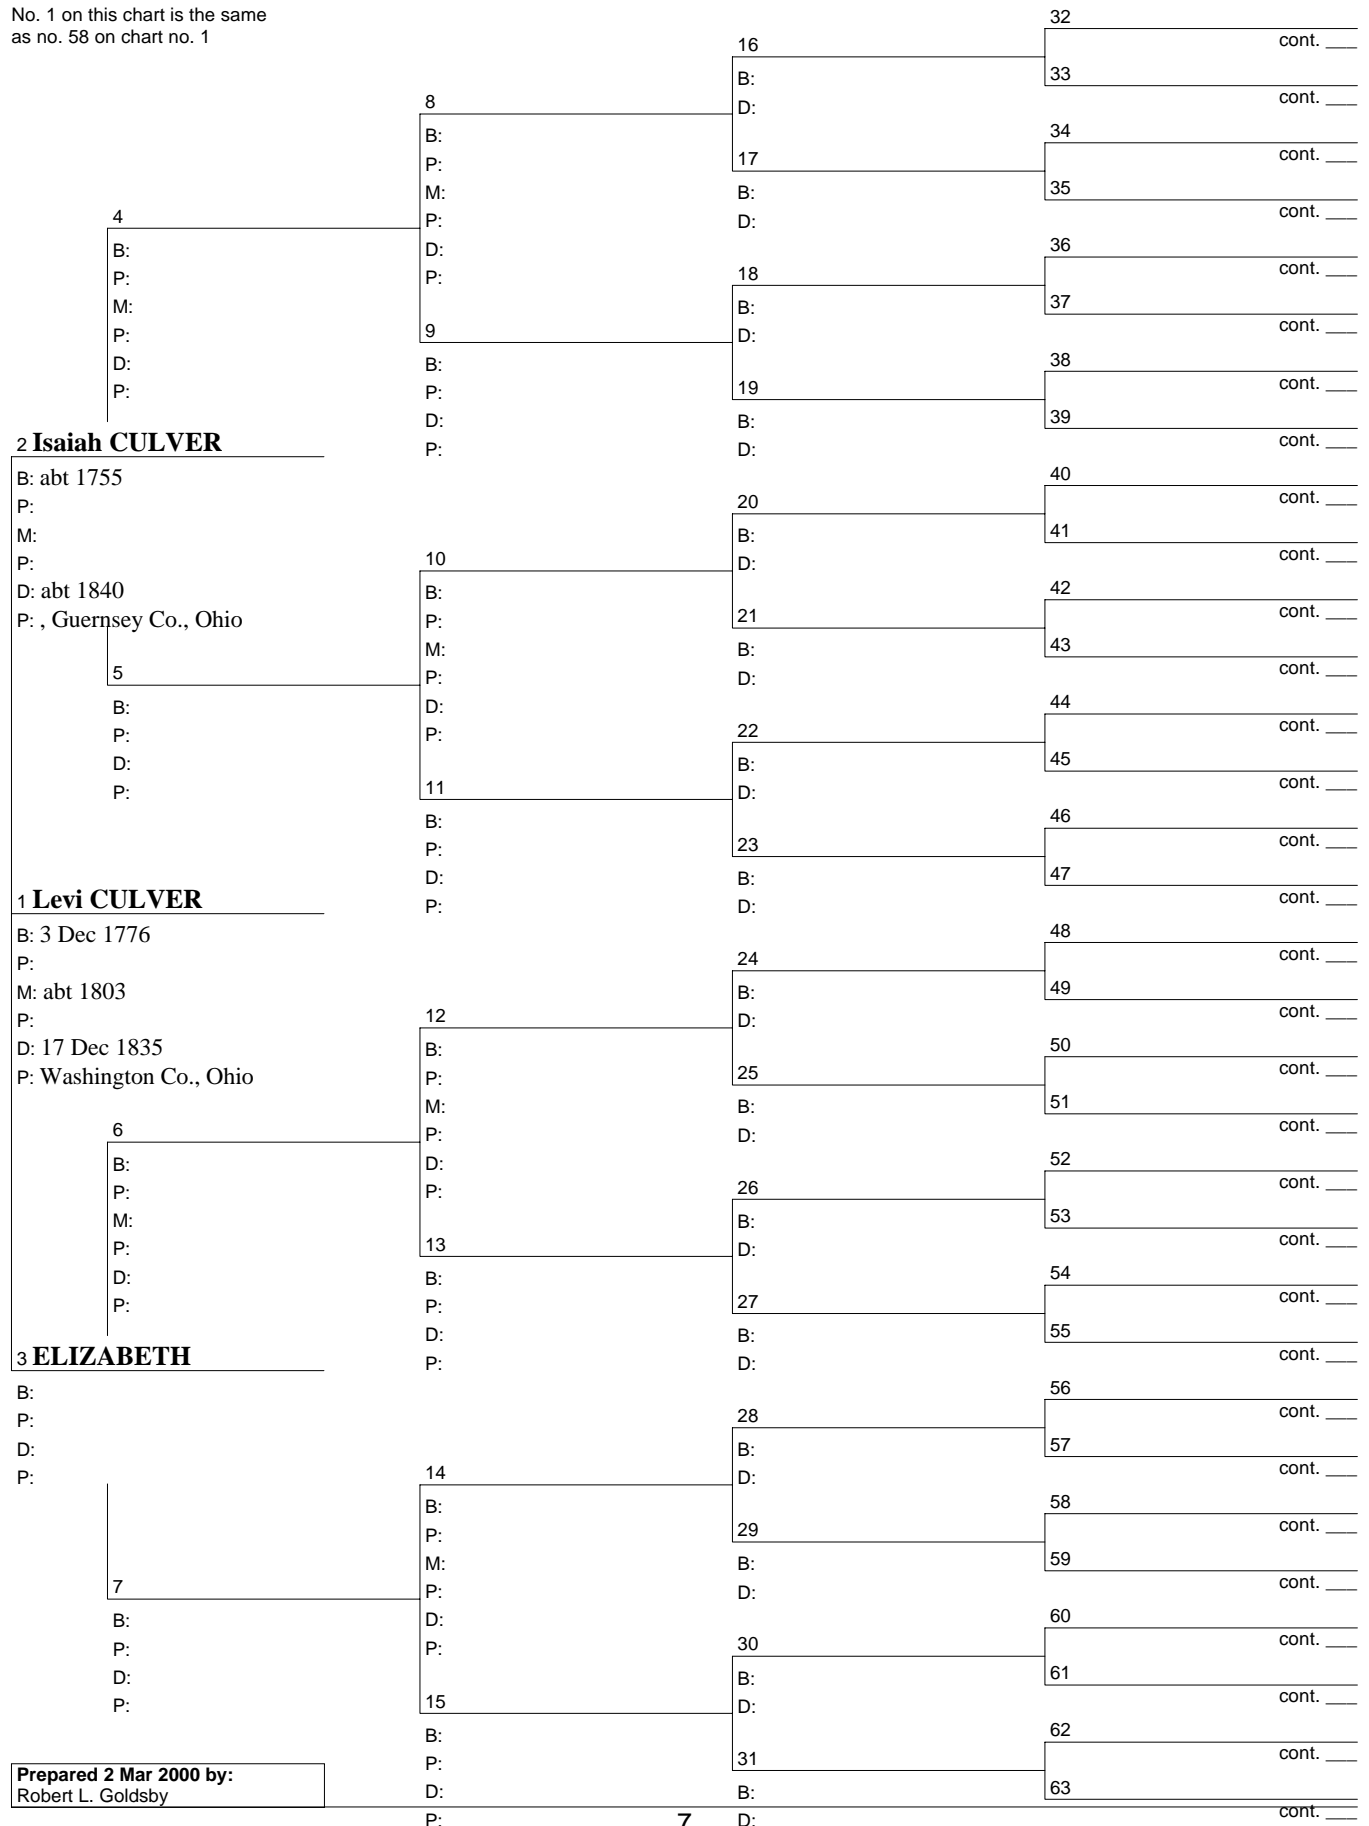 No. 1 on this chart is the same
as no. 58 on chart no. 1
4
B:
P:
M:
P:
D:
P:
2 Isaiah CULVER
B: abt 1755
P:
M:
P:
D: abt 1840
P: , Guernsey Co., Ohio
5
B:
P:
D:
P:
1 Levi CULVER
B: 3 Dec 1776
P:
M: abt 1803
P:
D: 17 Dec 1835
P: Washington Co., Ohio
6
B:
P:
M:
P:
D:
P:
3 ELIZABETH
B:
P:
D:
P:
7
B:
P:
D:
P:
Prepared 2 Mar 2000 by:
Robert L. Goldsby
8
B:
P:
M:
P:
D:
P:
9
B:
P:
D:
P:
10
B:
P:
M:
P:
D:
P:
11
B:
P:
D:
P:
12
B:
P:
M:
P:
D:
P:
13
B:
P:
D:
P:
14
B:
P:
M:
P:
D:
P:
15
B:
P:
D:
P:
16
B:
D:
17
B:
D:
18
B:
D:
19
B:
D:
20
B:
D:
21
B:
D:
22
B:
D:
23
B:
D:
24
B:
D:
25
B:
D:
26
B:
D:
27
B:
D:
28
B:
D:
29
B:
D:
30
B:
D:
31
B:
D:
32
cont. ___
33
cont. ___
34
cont. ___
35
cont. ___
36
cont. ___
37
cont. ___
38
cont. ___
39
cont. ___
40
cont. ___
41
cont. ___
42
cont. ___
43
cont. ___
44
cont. ___
45
cont. ___
46
cont. ___
47
cont. ___
48
cont. ___
49
cont. ___
50
cont. ___
51
cont. ___
52
cont. ___
53
cont. ___
54
cont. ___
55
cont. ___
56
cont. ___
57
cont. ___
58
cont. ___
59
cont. ___
60
cont. ___
61
cont. ___
62
cont. ___
63
cont. ___
7